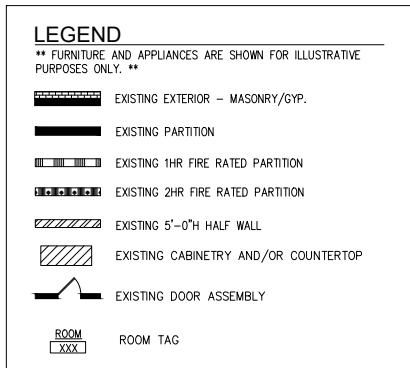 LEGEND
** FURNITURE AND APPLIANCES ARE SHOWN FOR ILLUSTRATIVE
PURPOSES ONLY. **
EXISTING EXTERIOR - MASONRY/GYP.
EXISTING PARTITION
EXISTING 1HR FIRE RATED PARTITION
EXISTING 2HR FIRE RATED PARTITION
EXISTING 5'-0"H HALF WALL
EXISTING CABINETRY AND/OR COUNTERTOP
EXISTING DOOR ASSEMBLY
ROOM
XXX
ROOM TAG